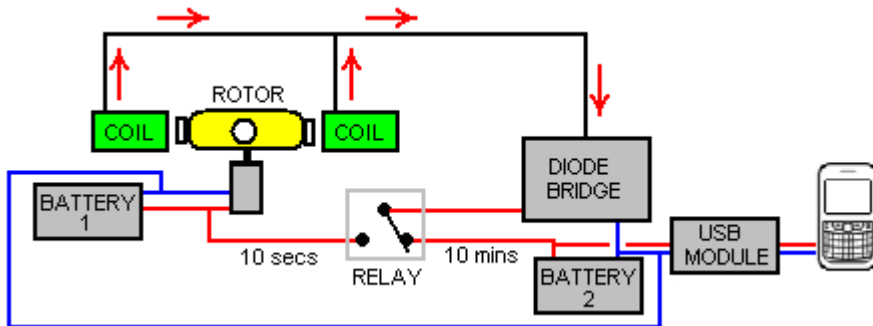 ROTOR
COIL
COIL
DIODE
BRIDGE
BATTERY
1
USB
MODULE
10 secs
10 mins
RELAY
BATTERY
2